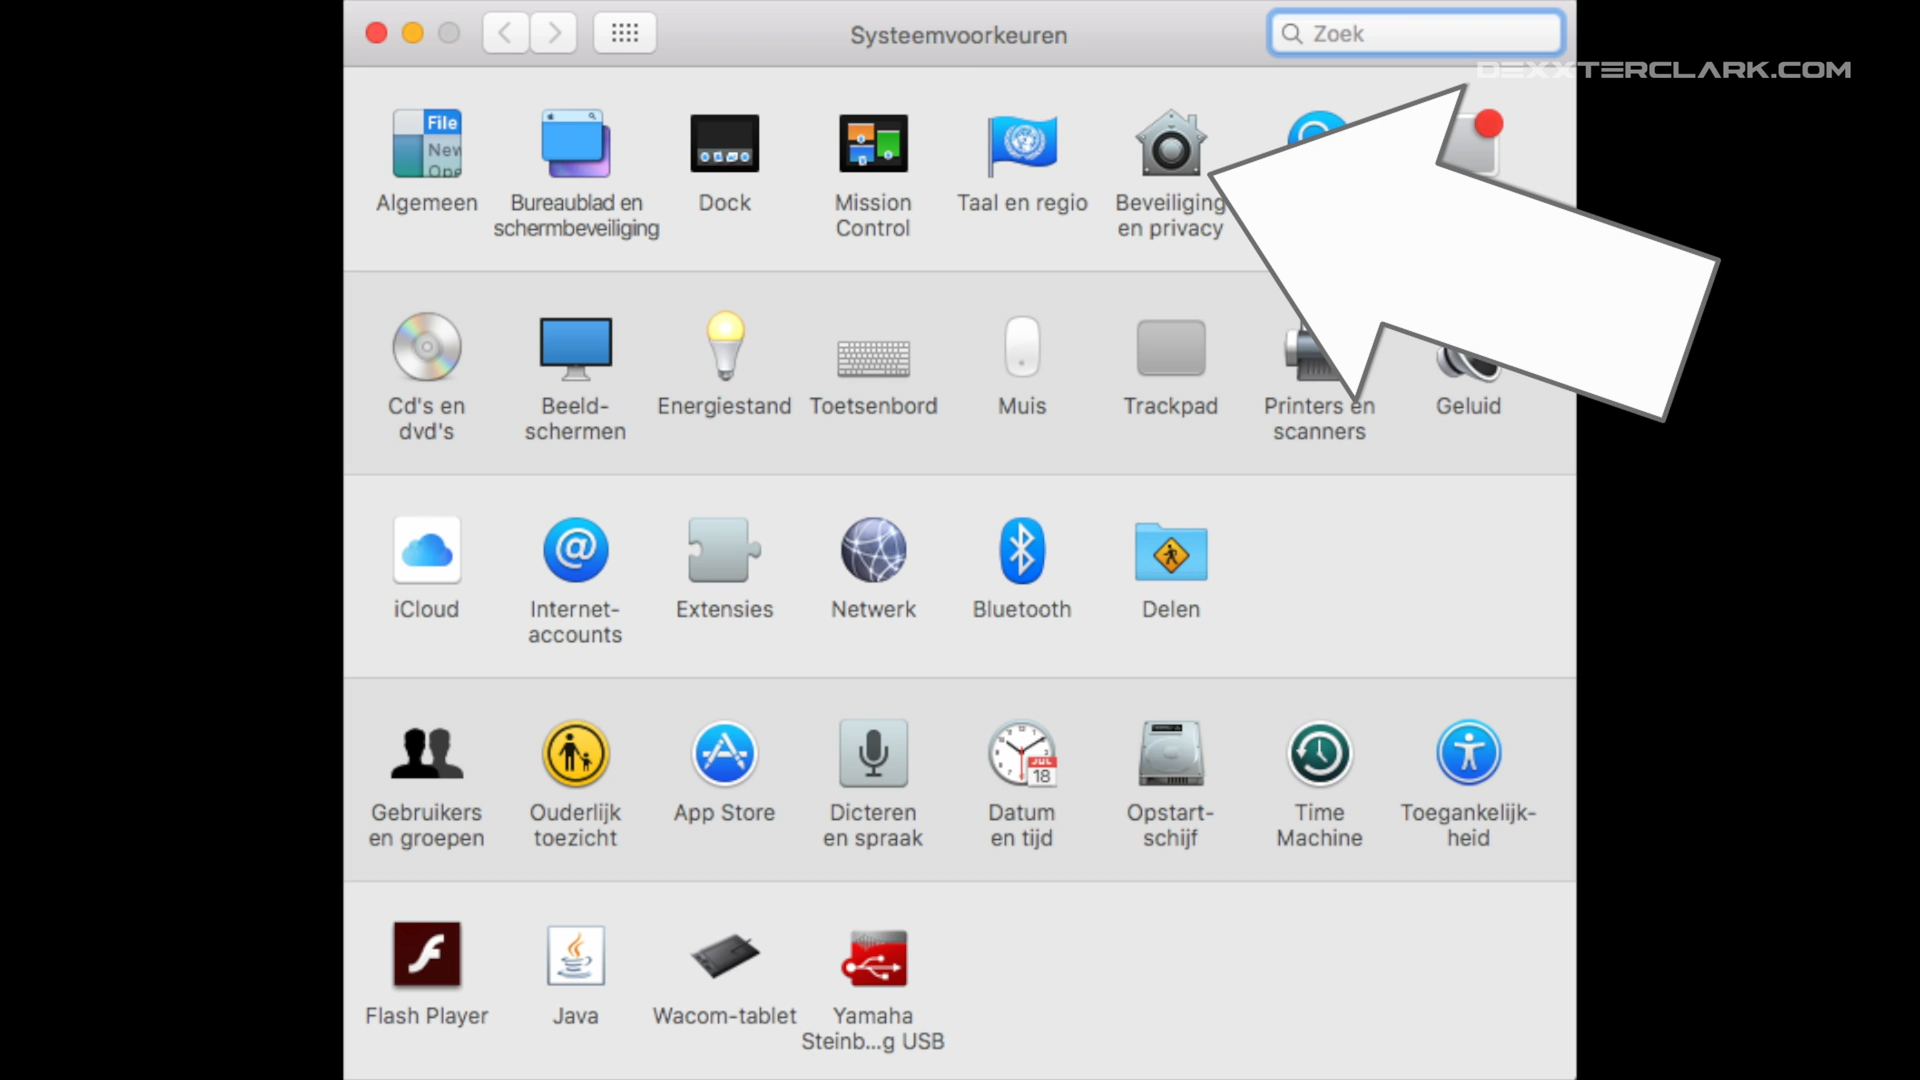 Systeemvoorkeuren
Zoek
DEXXTERCLARK.COM
File
New
Ope
Algemeen
Bureaublad en
schermbeveiliging
Dock
Mission
Control
Taal en regio
Beveiliging
en privacy
Cd's en
dvd's
Beeld-
schermen
Energiestand
Toetsenbord
Muis
Trackpad
Printers en
scanners
Geluid
iCloud
Internet-
accounts
Extensies
Netwerk
Bluetooth
Delen
Gebruikers
en groepen
Ouderlijk
toezicht
App Store
Dicteren
en spraak
JUL
18
Datum
en tijd
Opstart-
schijf
Time
Machine
Toegankelijk-
heid
Flash Player
Java
Wacom-tablet
Yamaha
Steinb...g USB